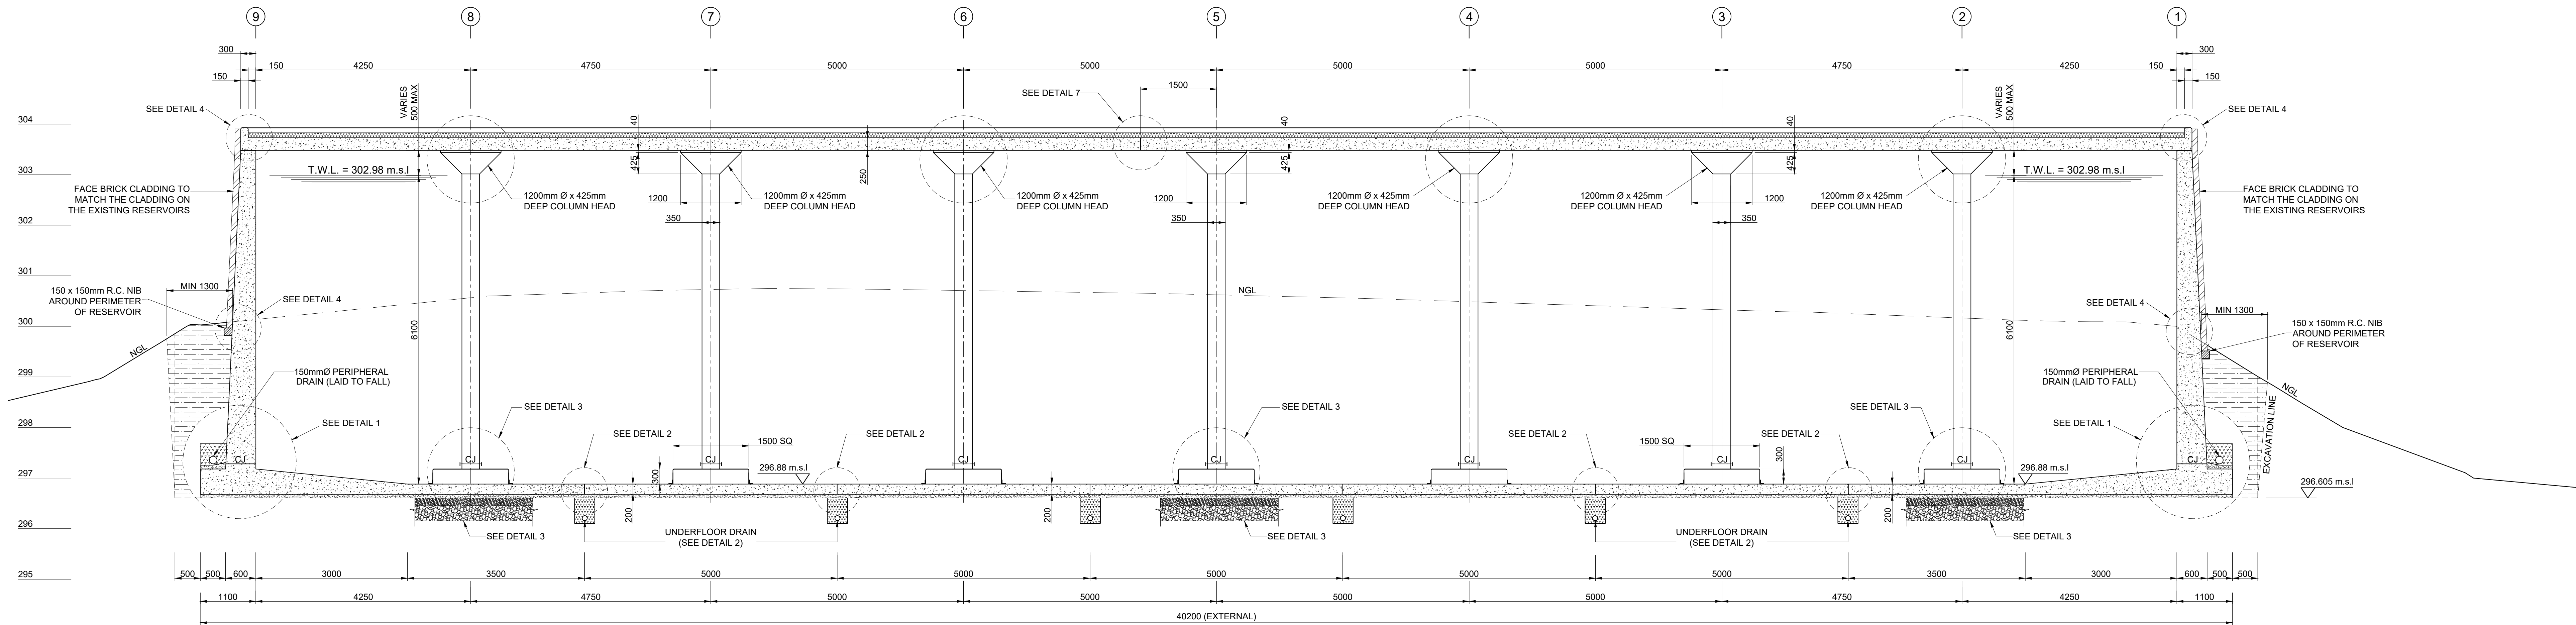 9 8 7 6 5 4 3 2 1
300 300
150 4250 4750 5000 5000 5000 5000 4750 4250 150
150 150
VARIES
500 MAX
VARIES
500 MAX
1500
SEE DETAIL 7
SEE DETAIL 4
SEE DETAIL 4
304
40 40 40
425 425 425
250
303
T.W.L. = 302.98 m.s.l
T.W.L. = 302.98 m.s.l
FACE BRICK CLADDING TO
MATCH THE CLADDING ON
THE EXISTING RESERVOIRS
1200mm Ø x 425mm
DEEP COLUMN HEAD
1200mm Ø x 425mm
DEEP COLUMN HEAD
1200mm Ø x 425mm
DEEP COLUMN HEAD
1200mm Ø x 425mm
DEEP COLUMN HEAD
1200mm Ø x 425mm
DEEP COLUMN HEAD
1200mm Ø x 425mm
DEEP COLUMN HEAD
FACE BRICK CLADDING TO
MATCH THE CLADDING ON
THE EXISTING RESERVOIRS
1200 1200 1200
350 350 350
302
301
MIN 1300
150 x 150mm R.C. NIB
AROUND PERIMETER
OF RESERVOIR
SEE DETAIL 4
NGL
SEE DETAIL 4
MIN 1300
150 x 150mm R.C. NIB
AROUND PERIMETER
OF RESERVOIR
300
6100 6100
NGL
NGL
299
150mmØ PERIPHERAL
DRAIN (LAID TO FALL)
150mmØ PERIPHERAL
DRAIN (LAID TO FALL)
EXCAVATION LINE
298
SEE DETAIL 1
SEE DETAIL 3
SEE DETAIL 2
SEE DETAIL 2
SEE DETAIL 3
SEE DETAIL 2
SEE DETAIL 2
SEE DETAIL 3
SEE DETAIL 1
1500 SQ
1500 SQ
CJ CJ CJ CJ CJ CJ CJ CJ CJ
297
300 300
296.88 m.s.l
296.88 m.s.l
296.605 m.s.l
200 200 200
296
SEE DETAIL 3
UNDERFLOOR DRAIN
(SEE DETAIL 2)
SEE DETAIL 3
UNDERFLOOR DRAIN
(SEE DETAIL 2)
SEE DETAIL 3
295
500 500 600 3000 3500 5000 5000 5000 5000 5000 3500 3000 600 500 500
1100 4250 4750 5000 5000 5000 5000 4750 4250 1100
40200 (EXTERNAL)